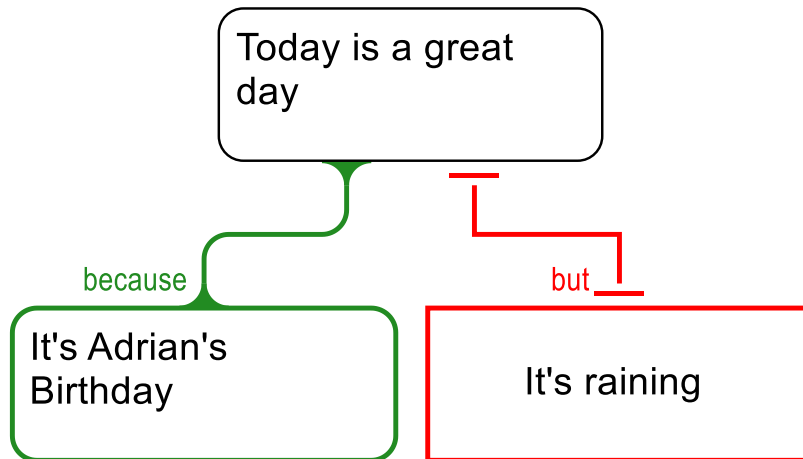 Today is a great
day
because
but
It's Adrian's
Birthday
It's raining